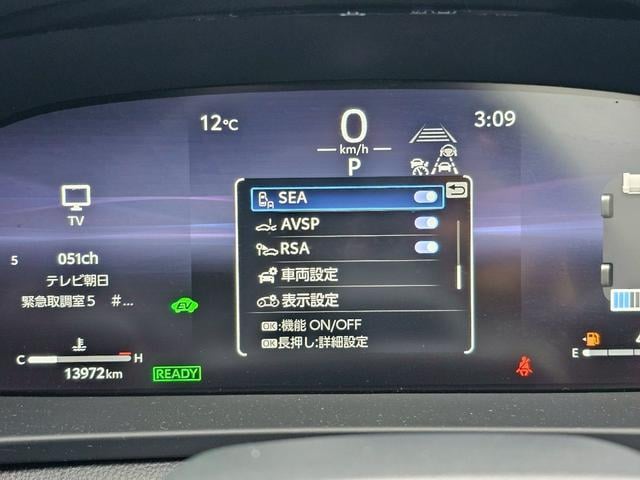 12℃
0
km/h
P
3:09
TV
5 051ch
テレビ朝日
緊急取調室5 #...
EV
C H
13972 km
READY
SEA
AVSP
RSA
車両設定
表示設定
OK:機能 ON/OFF
OK長押し:詳細設定
E